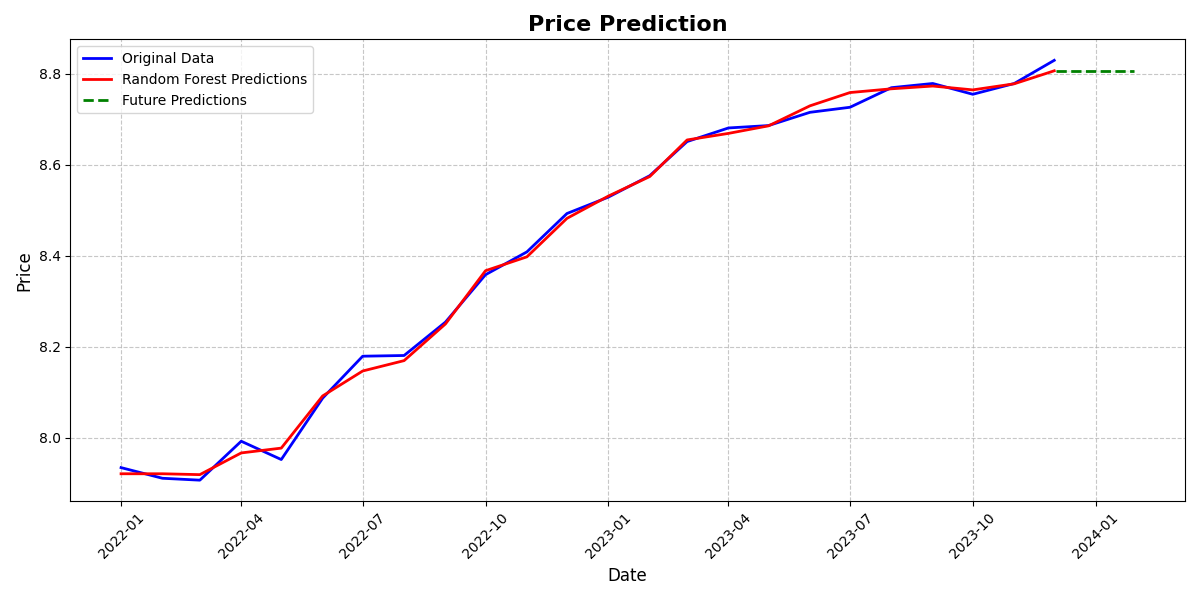 Price Prediction
Original Data
Random Forest Predictions
Future Predictions
8.8
8.6
8.4
8.2
8.0
Price
2022-01
2022-04
2022-07
2022-10
2023-01
2023-04
2023-07
2023-10
2024-01
Date